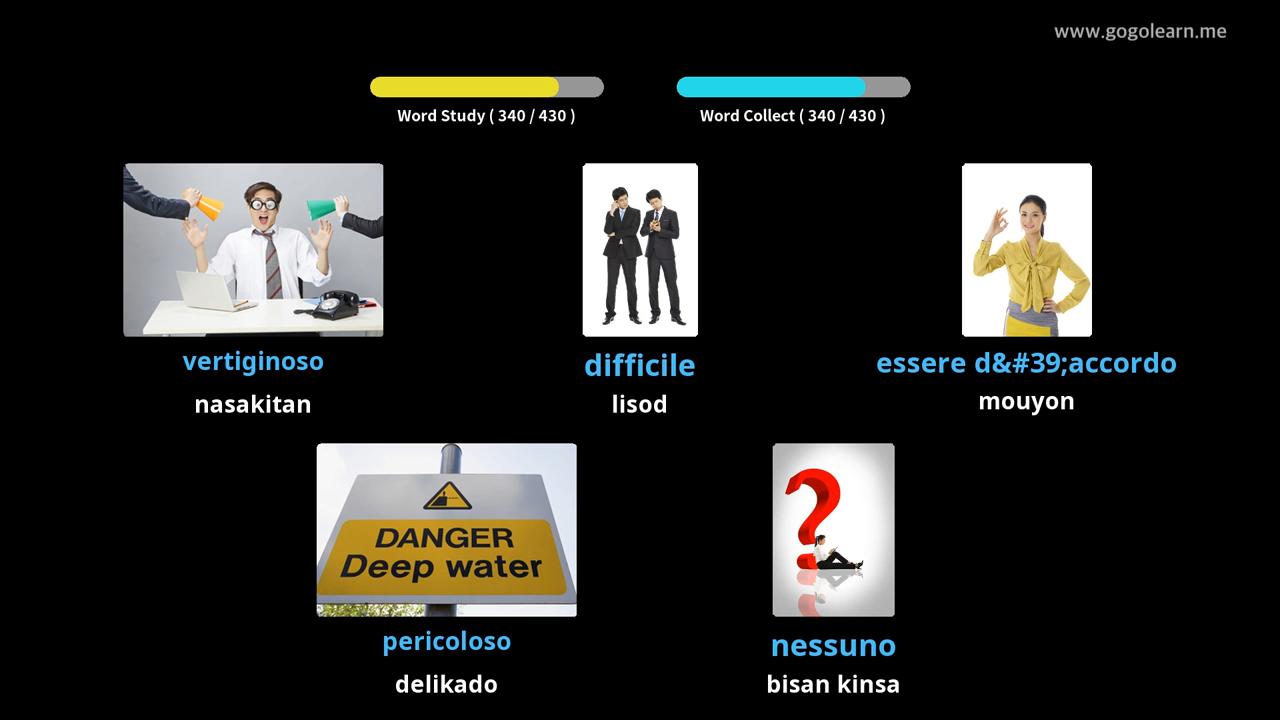 www.gogolearn.me
Word Study ( 340 / 430 )
Word Collect ( 340 / 430 )
vertiginoso
nasakitan
difficile
lisod
essere d&#39;accordo
mouyon
DANGER
Deep water
pericoloso
delikado
nessuno
bisan kinsa